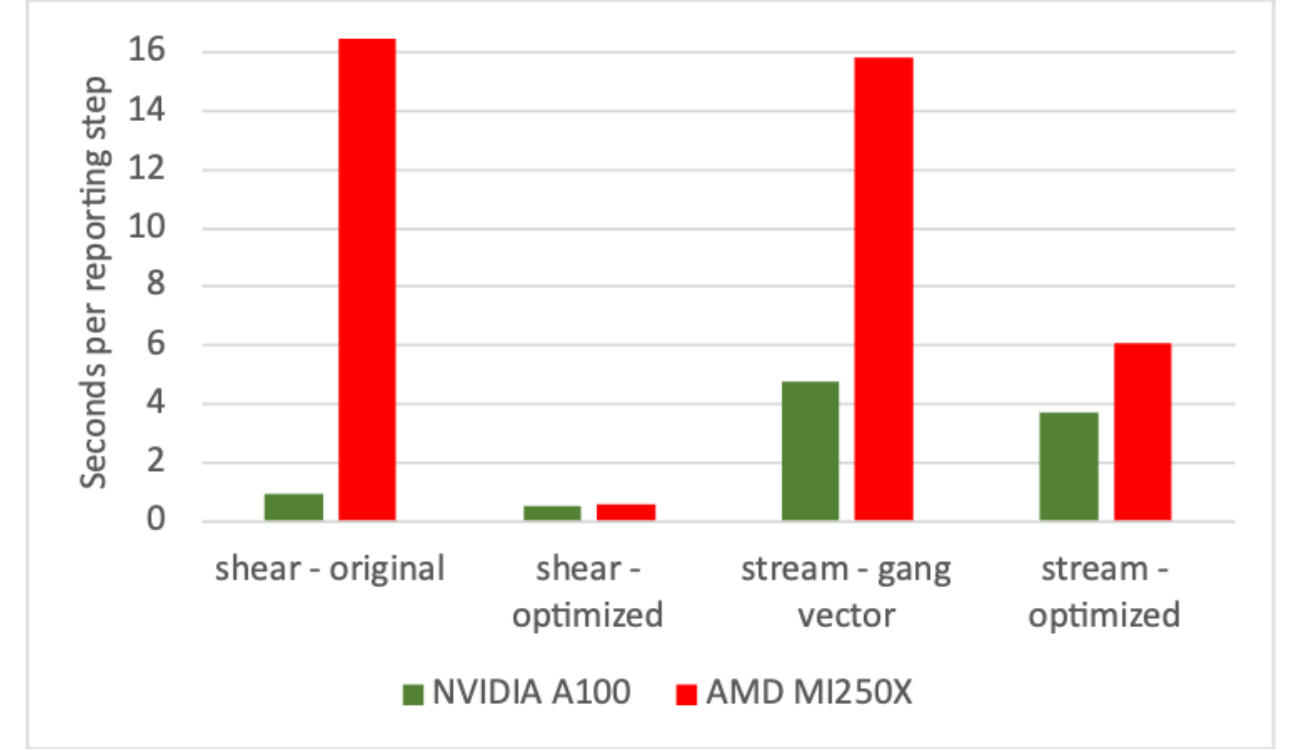 Seconds per reporting step
16
14
12
10
8
6
4
2
0
shear - original
shear -
optimized
stream - gang
vector
stream -
optimized
NVIDIA A100
AMD MI250X